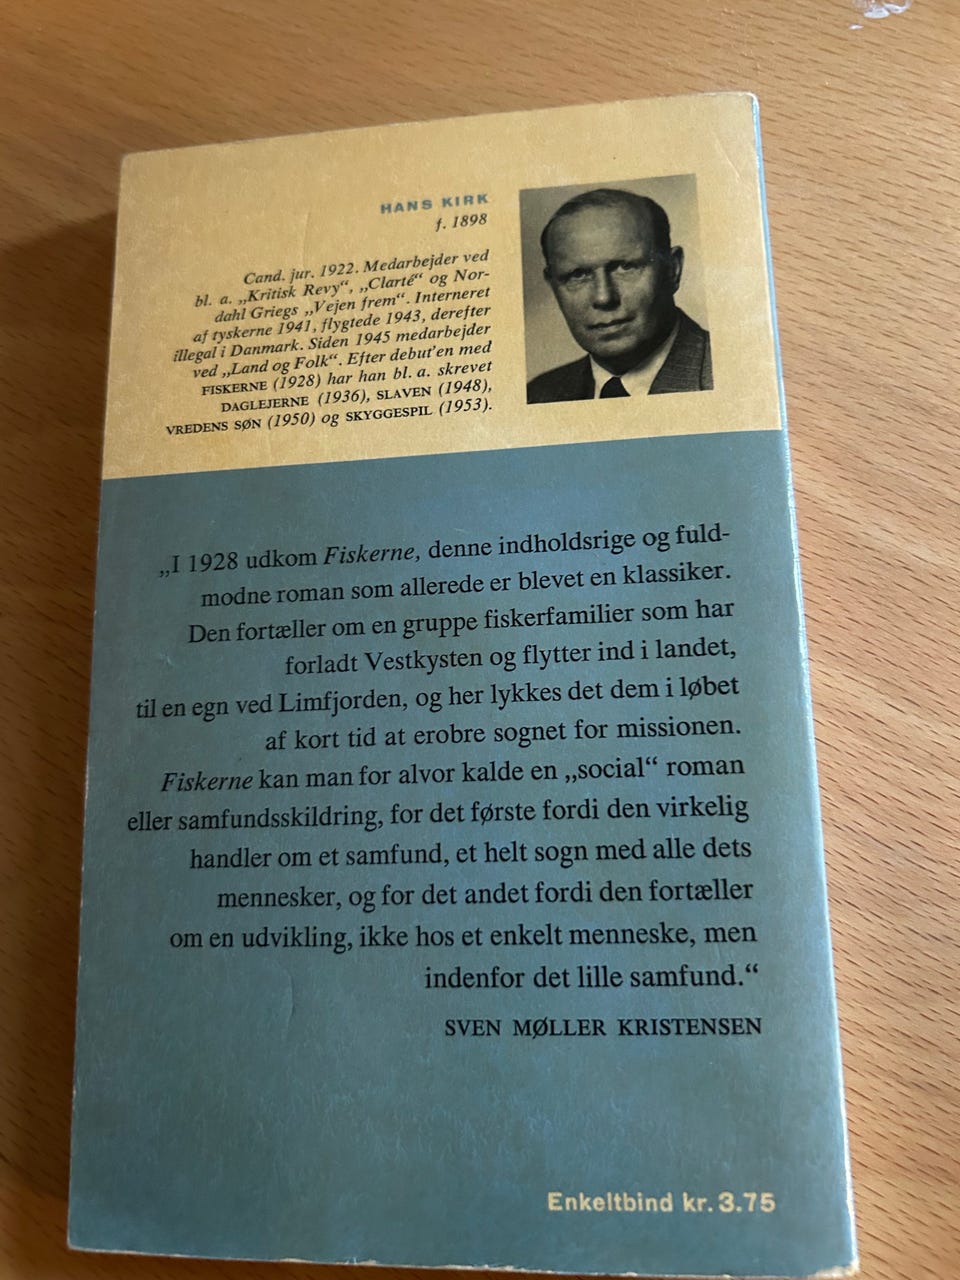 HANS KIRK
f. 1898
Cand. jur. 1922. Medarbejder ved
bl. a. „Kritisk Revy“, „Clarté“ og Nor-
dahl Griegs „Vejen frem“. Interneret
af tyskerne 1941, flygtede 1943, derefter
illegal i Danmark. Siden 1945 medarbejder
ved „Land og Folk“. Efter debut'en med
FISKERNE (1928) har han bl. a. skrevet
DAGLEJERNE (1936), SLAVEN (1948),
VREDENS SØN (1950) og SKYGGESPIL (1953).
„I 1928 udkom Fiskerne, denne indholdsrige og fuld-
modne roman som allerede er blevet en klassiker.
Den fortæller om en gruppe fiskerfamilier som har
forladt Vestkysten og flytter ind i landet,
til en egn ved Limfjorden, og her lykkes det dem i løbet
af kort tid at erobre sognet for missionen.
Fiskerne kan man for alvor kalde en „social“ roman
eller samfundsskildring, for det første fordi den virkelig
handler om et samfund, et helt sogn med alle dets
mennesker, og for det andet fordi den fortæller
om en udvikling, ikke hos et enkelt menneske, men
indenfor det lille samfund.“
SVEN MØLLER KRISTENSEN
Enkeltbind kr. 3.75